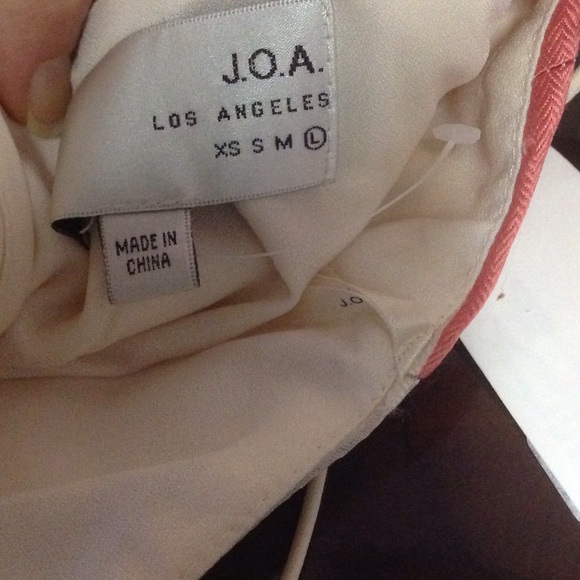 J.O.A.
LOS ANGELES
XS S M L
MADE IN
CHINA
J.O